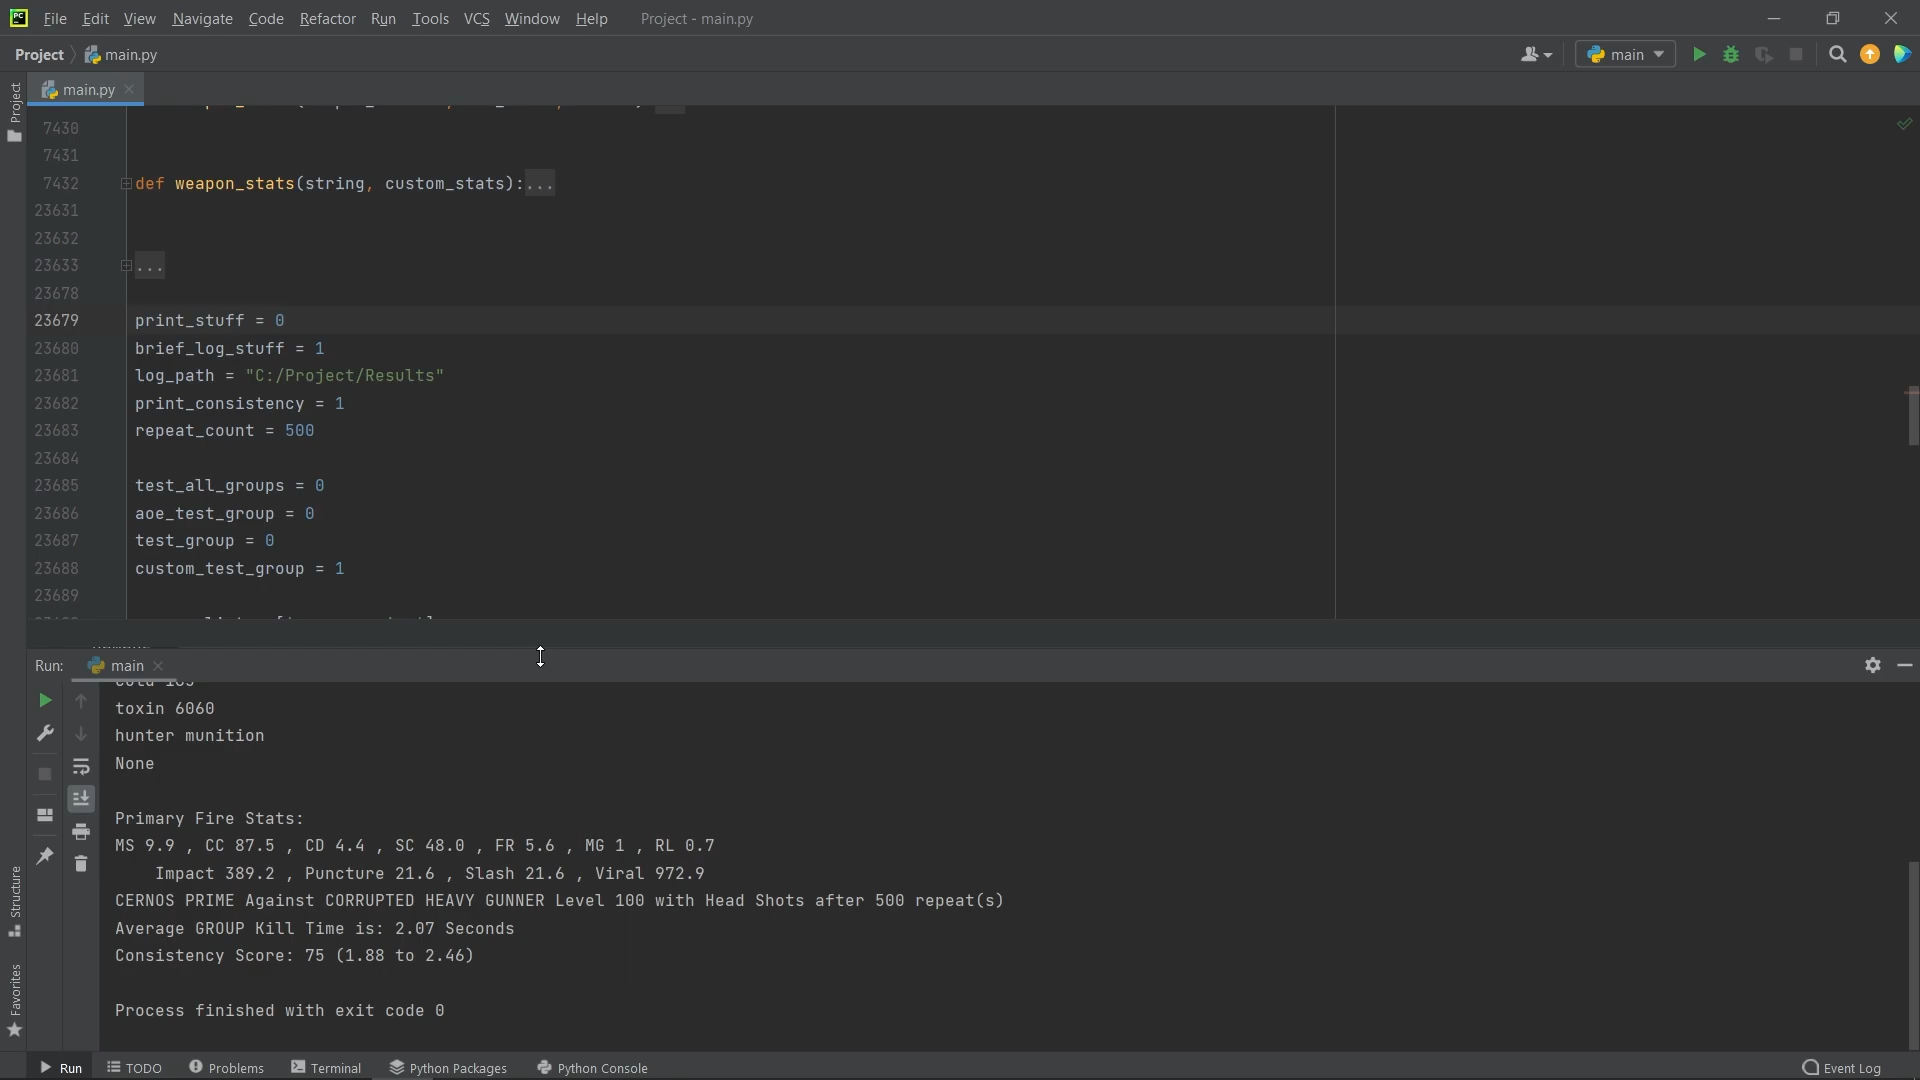 File Edit View Navigate Code Refactor Run Tools VCS Window Help Project - main.py
Project main.py main
Project
main.py
7430
7431
7432 def weapon_stats(string, custom_stats):...
23631
23632
23633 ...
23678
23679 print_stuff = 0
23680 brief_log_stuff = 1
23681 log_path = "C:/Project/Results"
23682 print_consistency = 1
23683 repeat_count = 500
23684
23685 test_all_groups = 0
23686 aoe_test_group = 0
23687 test_group = 0
23688 custom_test_group = 1
23689
Run: main
toxin 6060
hunter munition
None
Primary Fire Stats:
MS 9.9 , CC 87.5 , CD 4.4 , SC 48.0 , FR 5.6 , MG 1 , RL 0.7
Impact 389.2 , Puncture 21.6 , Slash 21.6 , Viral 972.9
CERNOS PRIME Against CORRUPTED HEAVY GUNNER Level 100 with Head Shots after 500 repeat(s)
Average GROUP Kill Time is: 2.07 Seconds
Consistency Score: 75 (1.88 to 2.46)
Process finished with exit code 0
Structure
Favorites
Run TODO Problems Terminal Python Packages Python Console Event Log